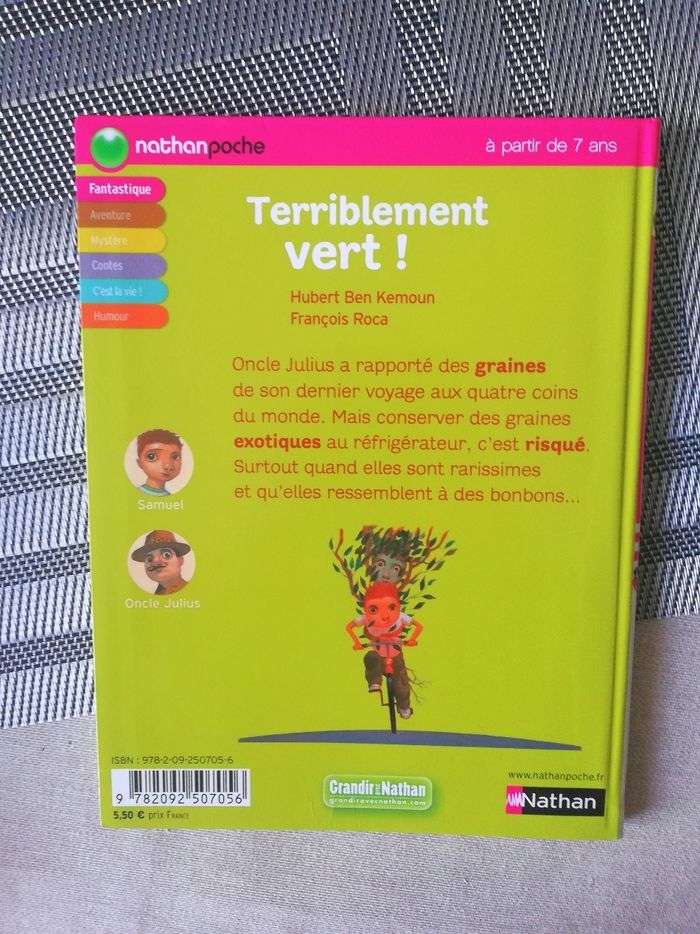 nathanpoche
à partir de 7 ans
Fantastique
Aventure
Mystère
Contes
C'est la vie !
Humour
Terriblement
vert !
Hubert Ben Kemoun
François Roca
Oncle Julius a rapporté des graines
de son dernier voyage aux quatre coins
du monde. Mais conserver des graines
exotiques au réfrigérateur, c'est risqué.
Surtout quand elles sont rarissimes
et qu'elles ressemblent à des bonbons...
Samuel
Oncle Julius
ISBN : 978-2-09-250705-6
9 782092 507056
5,50 € prix FRANCE
Grandir avec Nathan
grandiravecnathan.com
www.nathanpoche.fr
Nathan